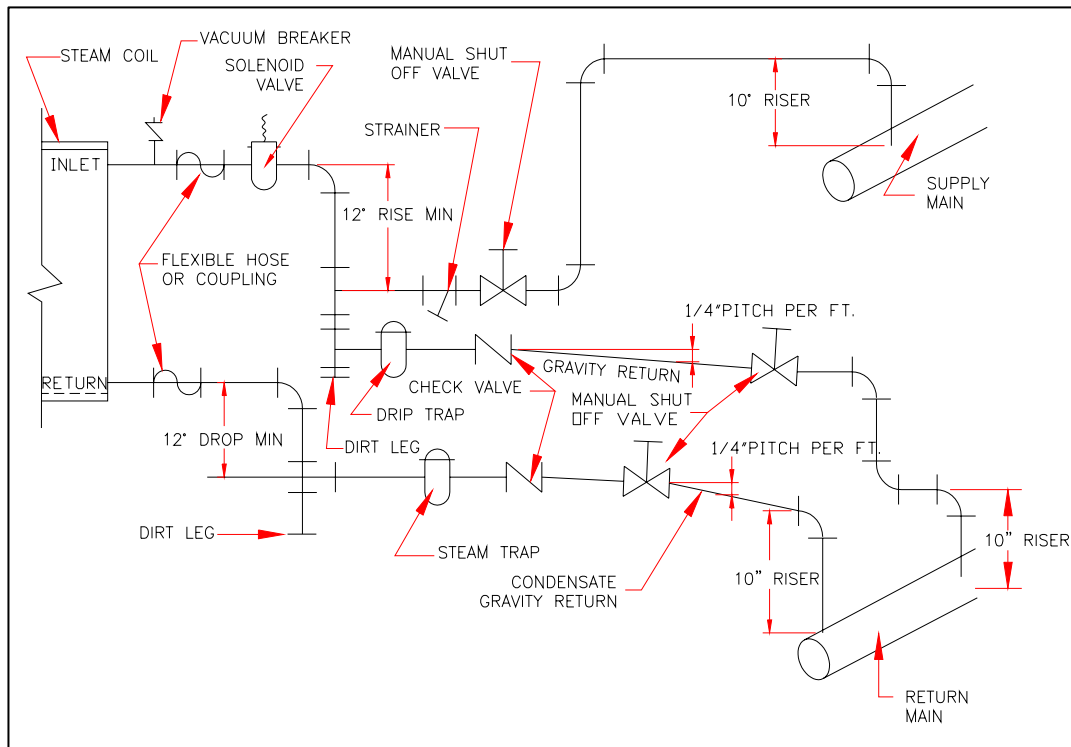 VACUUM BREAKER
STEAM COIL
SOLENOID
VALVE
MANUAL SHUT
OFF VALVE
10° RISER
STRAINER
INLET
SUPPLY
MAIN
12° RISE MIN
FLEXIBLE HOSE
OR COUPLING
1/4"PITCH PER FT.
GRAVITY RETURN
RETURN
CHECK VALVE
MANUAL SHUT
▯FF VALVE
DRIP TRAP
12° DROP MIN
DIRT LEG
1/4"PITCH PER FT.
DIRT LEG
STEAM TRAP
10" RISER
10" RISER
CONDENSATE
GRAVITY RETURN
RETURN
MAIN